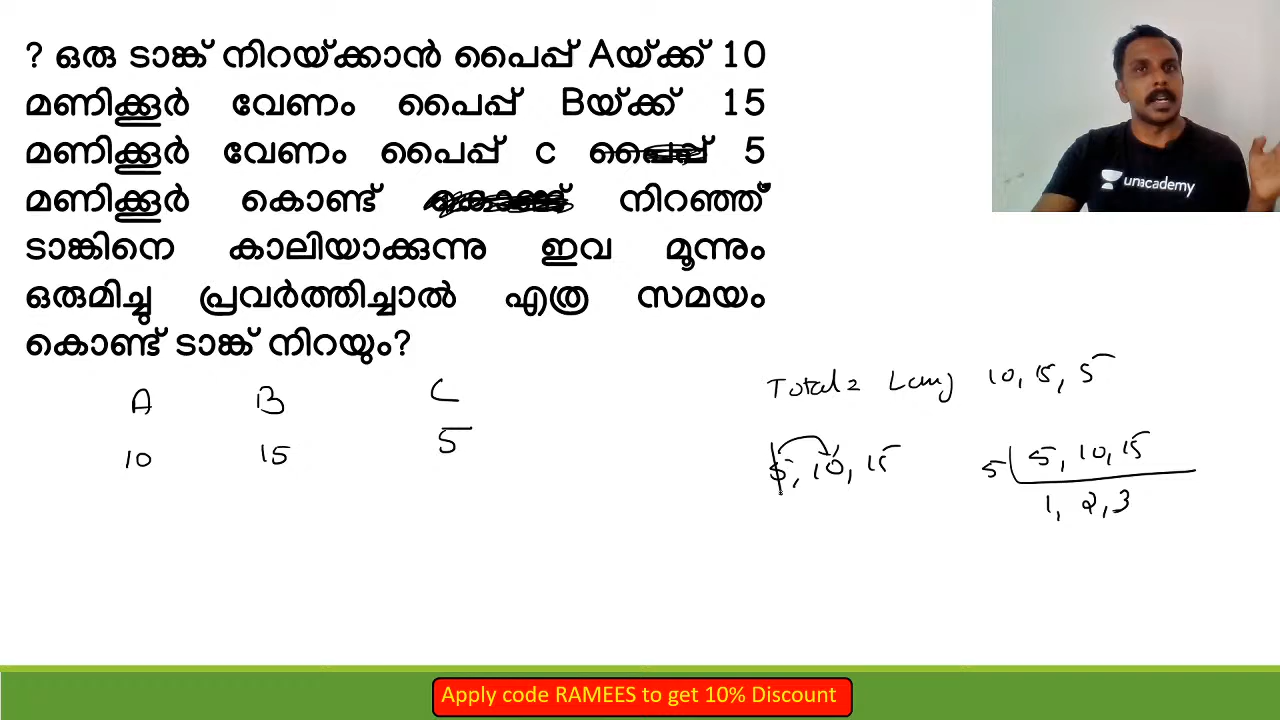 ? ഒരു ടാങ്ക് നിറയ്ക്കാൻ പൈപ്പ് Aയ്ക്ക് 10
മണിക്കൂർ വേണം പൈപ്പ് Bയ്ക്ക് 15
മണിക്കൂർ വേണം പൈപ്പ് c പൈപ്പ് 5
മണിക്കൂർ കൊണ്ട് നിറഞ്ഞ്
ടാങ്കിനെ കാലിയാക്കുന്നു ഇവ മൂന്നും
ഒരുമിച്ചു പ്രവർത്തിച്ചാൽ എത്ര സമയം
കൊണ്ട് ടാങ്ക് നിറയും?
unacademy
A B C
10 15 5
Total = 10, 15, 5
5, 10, 15
5 5, 10, 15
1, 2, 3
Apply code RAMEES to get 10% Discount